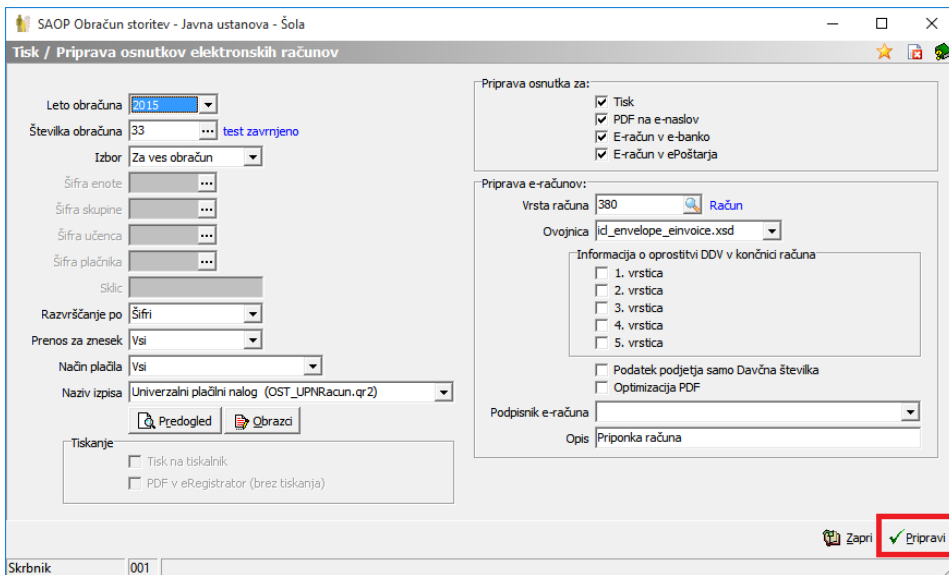 SAOP Obračun storitev - Javna ustanova - Šola
Tisk / Priprava osnutkov elektronskih računov
Leto obračuna 2015
Številka obračuna 33 ... test zavrnjeno
Izbor Za ves obračun
Šifra enote ...
Šifra skupine ...
Šifra učenca ...
Šifra plačnika ...
Sklic
Razvrščanje po Šifri
Prenos za znesek Vsi
Način plačila Vsi
Naziv izpisa Univerzalni plačilni nalog (OST_UPNRacun.qr2)
Predogled Obrazci
Tiskanje
Tisk na tiskalnik
PDF v eRegistrator (brez tiskanja)
Priprava osnutka za:
Tisk
PDF na e-naslov
E-račun v e-banko
E-račun v ePoštarja
Priprava e-računov:
Vrsta računa 380 Račun
Ovojnica icl_envelope_einvoice.xsd
Informacija o oprostitvi DDV v končnici računa
1. vrstica
2. vrstica
3. vrstica
4. vrstica
5. vrstica
Podatek podjetja samo Davčna številka
Optimizacija PDF
Podpisnik e-računa
Opis Priponka računa
Zapri Pripravi
Skrbnik 001